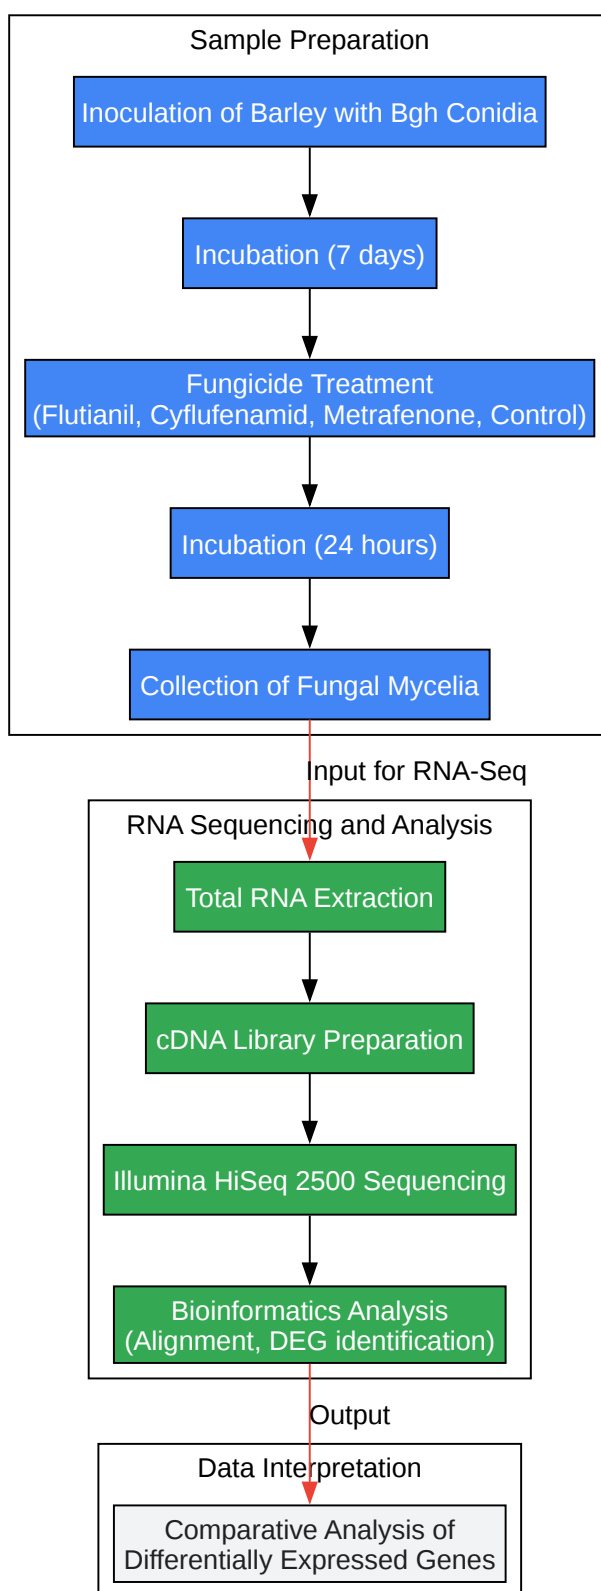 Sample Preparation
Inoculation of Barley with Bgh Conidia
Incubation (7 days)
Fungicide Treatment
(Flutianil, Cyflufenamid, Metrafenone, Control)
Incubation (24 hours)
Collection of Fungal Mycelia
Input for RNA-Seq
RNA Sequencing and Analysis
Total RNA Extraction
cDNA Library Preparation
Illumina HiSeq 2500 Sequencing
Bioinformatics Analysis
(Alignment, DEG identification)
Output
Data Interpretation
Comparative Analysis of
Differentially Expressed Genes